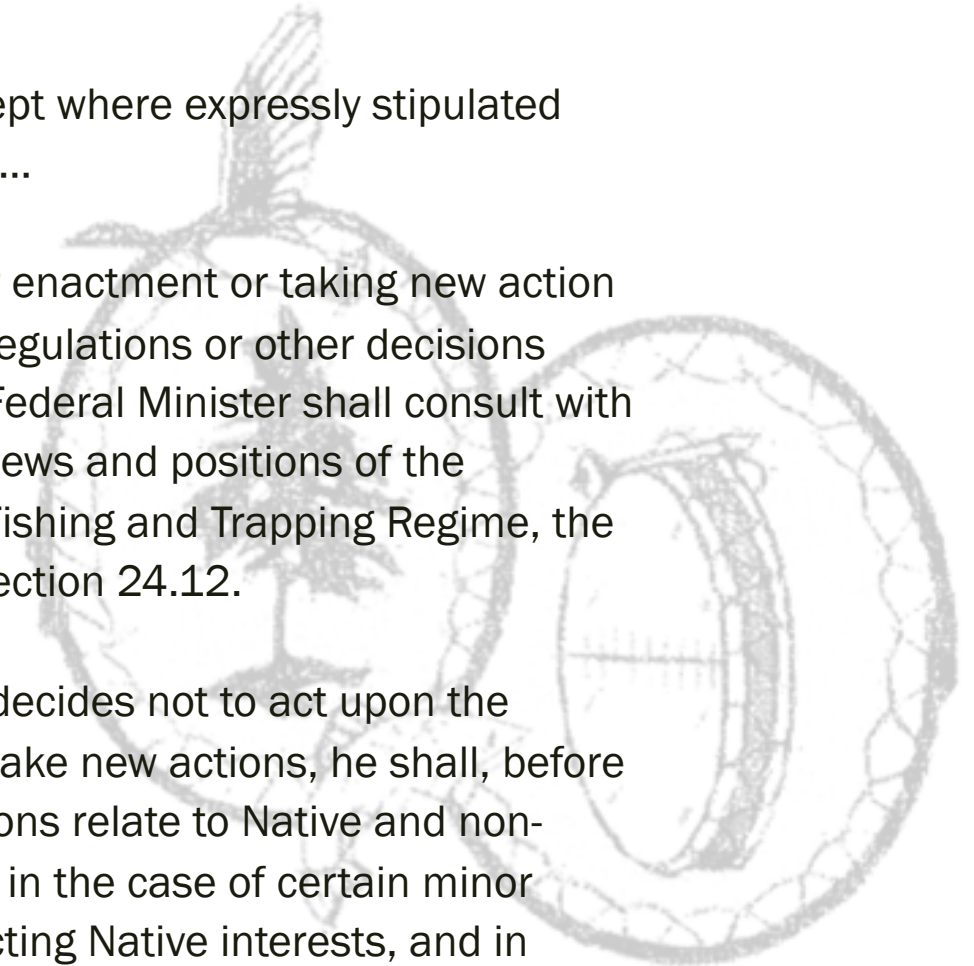 ept where expressly stipulated
...
enactment or taking new action
egulations or other decisions
Federal Minister shall consult with
ews and positions of the
Fishing and Trapping Regime, the
ection 24.12.
decides not to act upon the
ake new actions, he shall, before
ons relate to Native and non-
in the case of certain minor
cting Native interests, and in